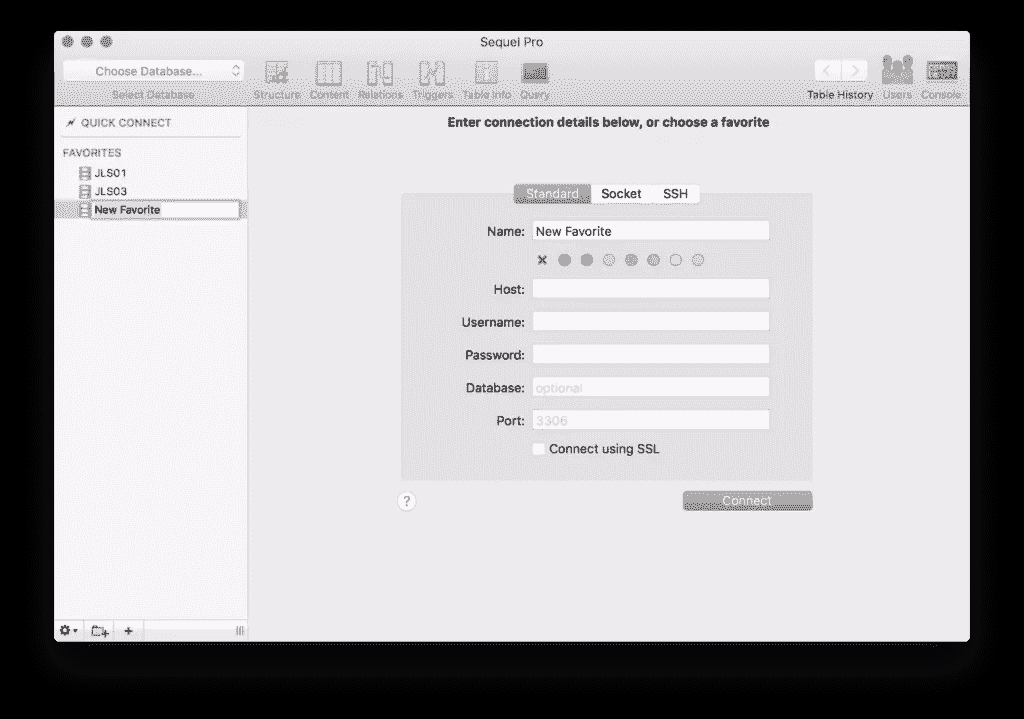 Sequel Pro
Choose Database...
Select Database
Structure Content Relations Triggers Table Info Query
Table History Users Console
QUICK CONNECT
FAVORITES
JLS01
JLS03
New Favorite
Enter connection details below, or choose a favorite
Standard Socket SSH
Name: New Favorite
Host:
Username:
Password:
Database: optional
Port: 3306
Connect using SSL
?
Connect